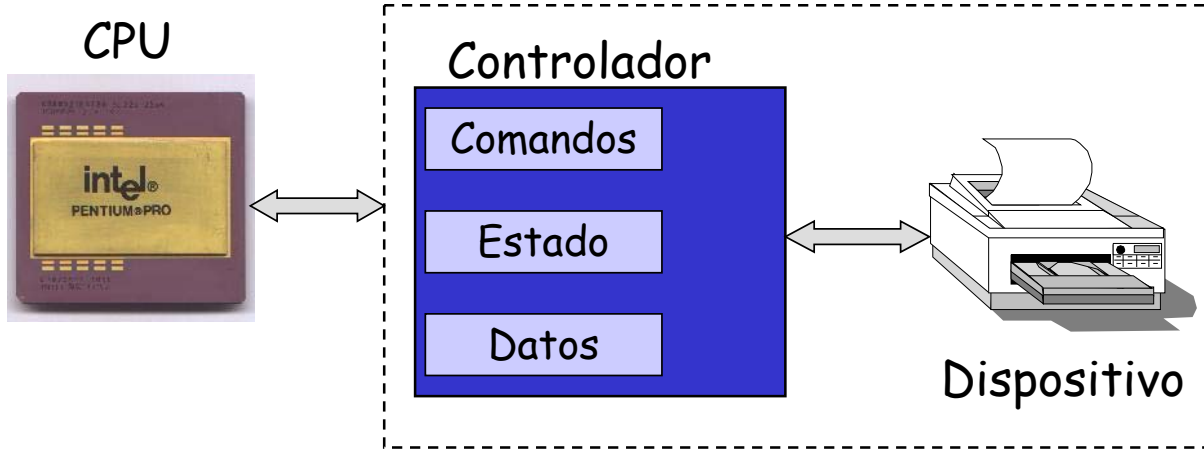 CPU
Controlador
Comandos
Estado
Datos
Dispositivo
intel®
PENTIUM®PRO